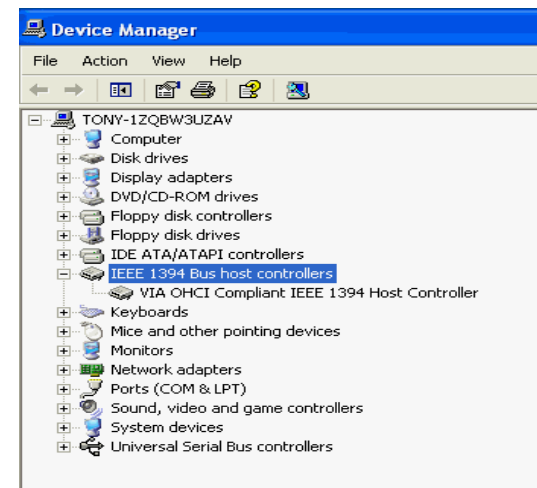 Device Manager
File Action View Help
TONY-1ZQBW3UZAV
Computer
Disk drives
Display adapters
DVD/CD-ROM drives
Floppy disk controllers
Floppy disk drives
IDE ATA/ATAPI controllers
IEEE 1394 Bus host controllers
VIA OHCI Compliant IEEE 1394 Host Controller
Keyboards
Mice and other pointing devices
Monitors
Network adapters
Ports (COM & LPT)
Sound, video and game controllers
System devices
Universal Serial Bus controllers